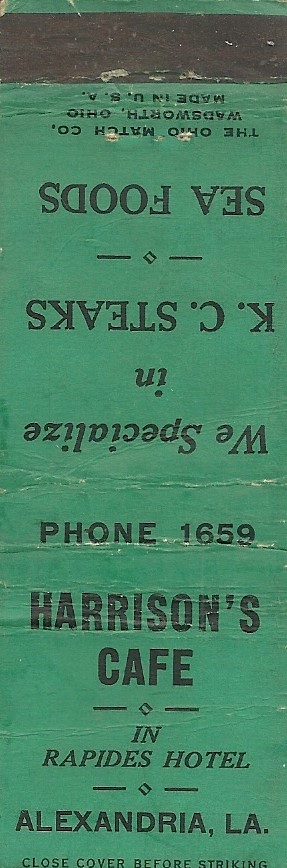 THE OHIO MATCH CO.
WADSWORTH, OHIO
MADE IN U. S. A.
We Specialize
in
K. C. STEAKS
SEA FOODS
PHONE 1659
HARRISON'S
CAFE
IN
RAPIDES HOTEL
ALEXANDRIA, LA.
CLOSE COVER BEFORE STRIKING